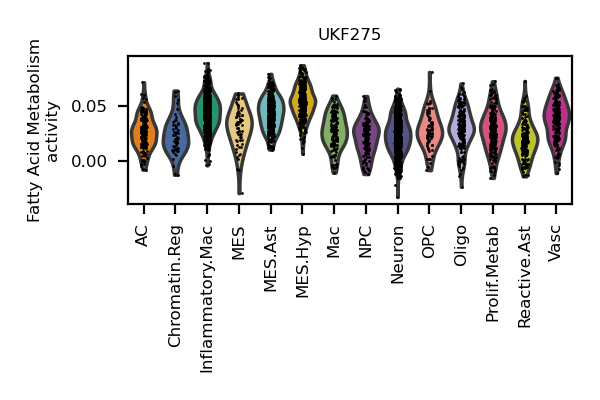 UKF275
Fatty Acid Metabolism
activity
0.05
0.00
AC
Chromatin.Reg
Inflammatory.Mac
MES
MES.Ast
MES.Hyp
Mac
NPC
Neuron
OPC
Oligo
Prolif.Metab
Reactive.Ast
Vasc